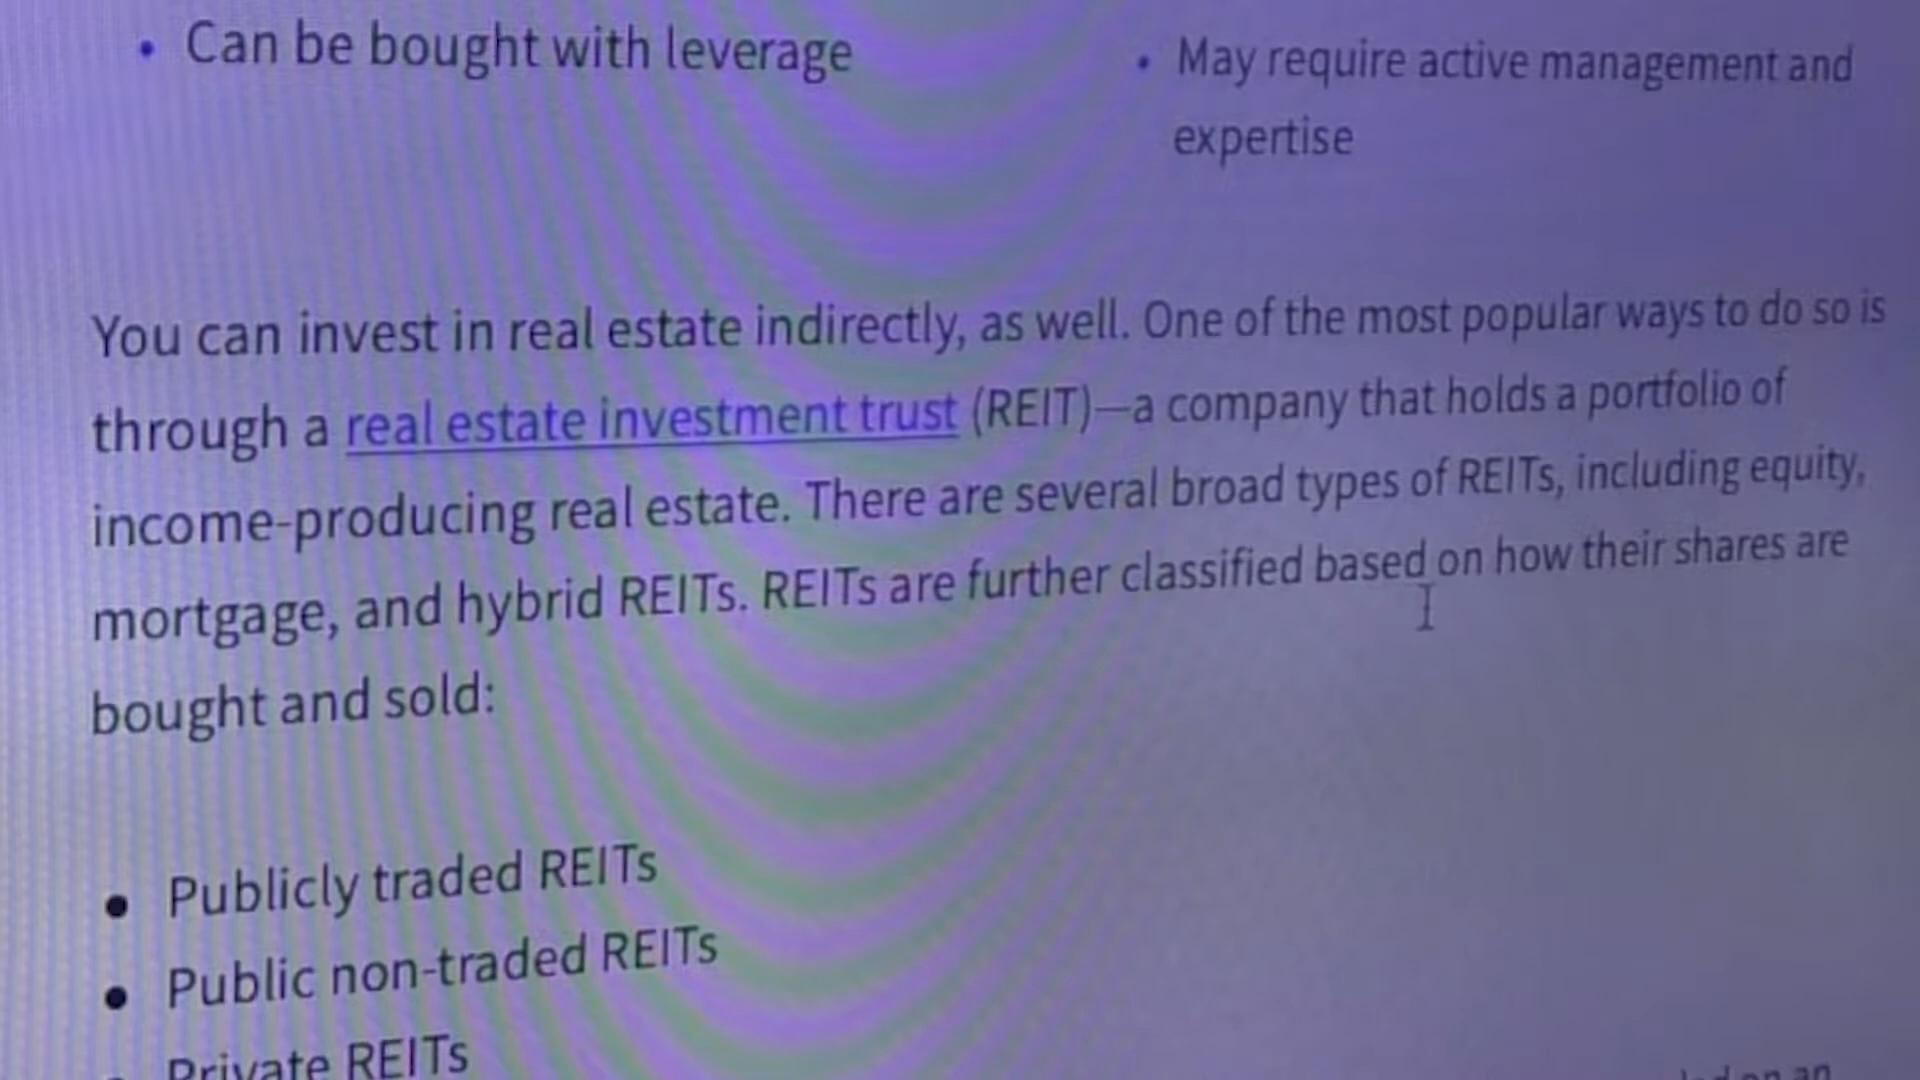 • Can be bought with leverage
• May require active management and
expertise
You can invest in real estate indirectly, as well. One of the most popular ways to do so is
through a real estate investment trust (REIT)—a company that holds a portfolio of
income-producing real estate. There are several broad types of REITs, including equity,
mortgage, and hybrid REITs. REITs are further classified based on how their shares are
bought and sold:
• Publicly traded REITs
• Public non-traded REITs
• Private REITs
on an